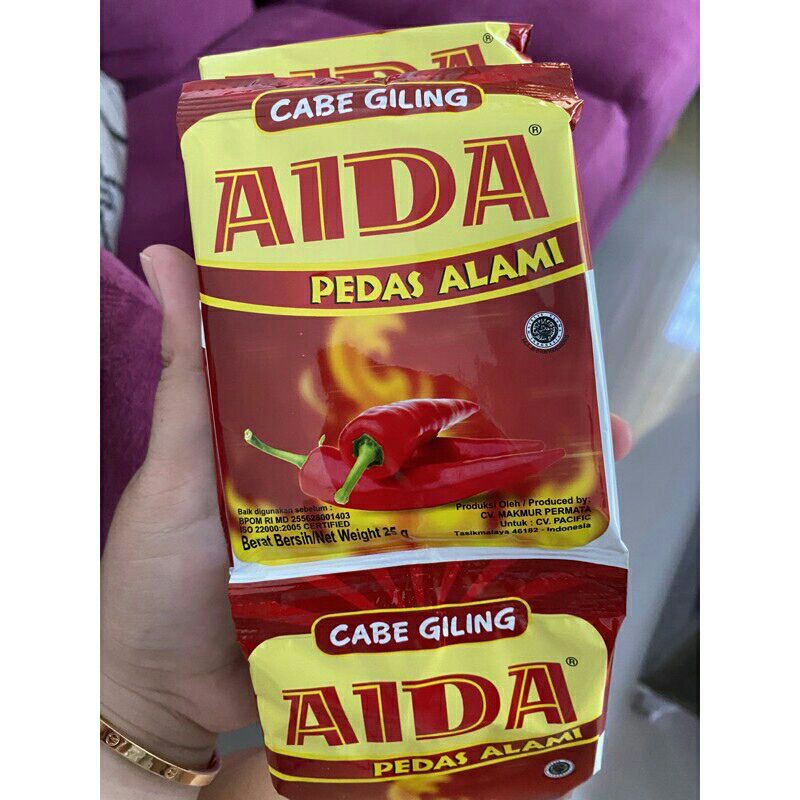 AIDA
®
CABE GILING
AIDA
®
PEDAS ALAMI
Baik digunakan sebelum :
BPOM RI MD 255628001403
ISO 22000:2005 CERTIFIED
Berat Bersih/Net Weight 25 g
Produksi Oleh / Produced by:
CV. MAKMUR PERMATA
Untuk : CV. PACIFIC
Tasikmalaya 46182 - Indonesia
CABE GILING
AIDA
®
PEDAS ALAMI